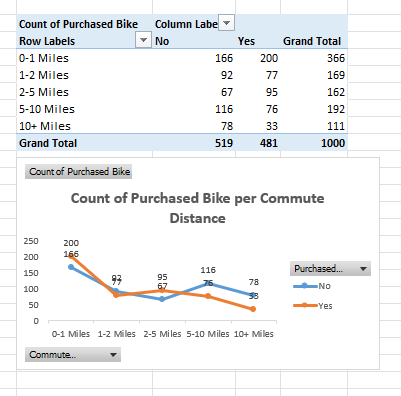 Count of Purchased Bike Column Labe
Row Labels No Yes Grand Total
0-1 Miles 166 200 366
1-2 Miles 92 77 169
2-5 Miles 67 95 162
5-10 Miles 116 76 192
10+ Miles 78 33 111
Grand Total 519 481 1000
Count of Purchased Bike
Count of Purchased Bike per Commute
Distance
250
200
150
100
50
0
200
166
92
77
95
67
116
76
78
33
0-1 Miles 1-2 Miles 2-5 Miles 5-10 Miles 10+ Miles
Purchased...
No
Yes
Commute...